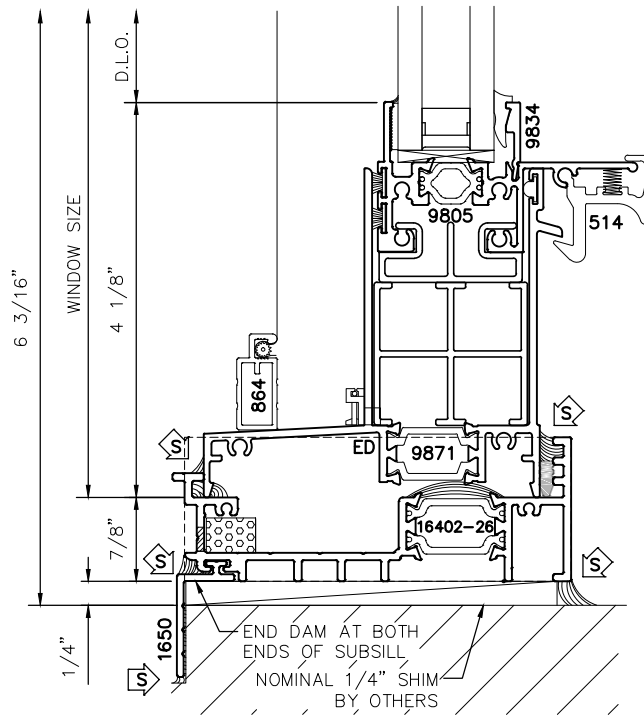 D.L.O.
WINDOW SIZE
6 3/16"
4 1/8"
7/8"
1/4"
9834
9805
514
864
S
S
ED
9871
16402-26
S
S
1650
END DAM AT BOTH
ENDS OF SUBSILL
S
NOMINAL 1/4" SHIM
BY OTHERS